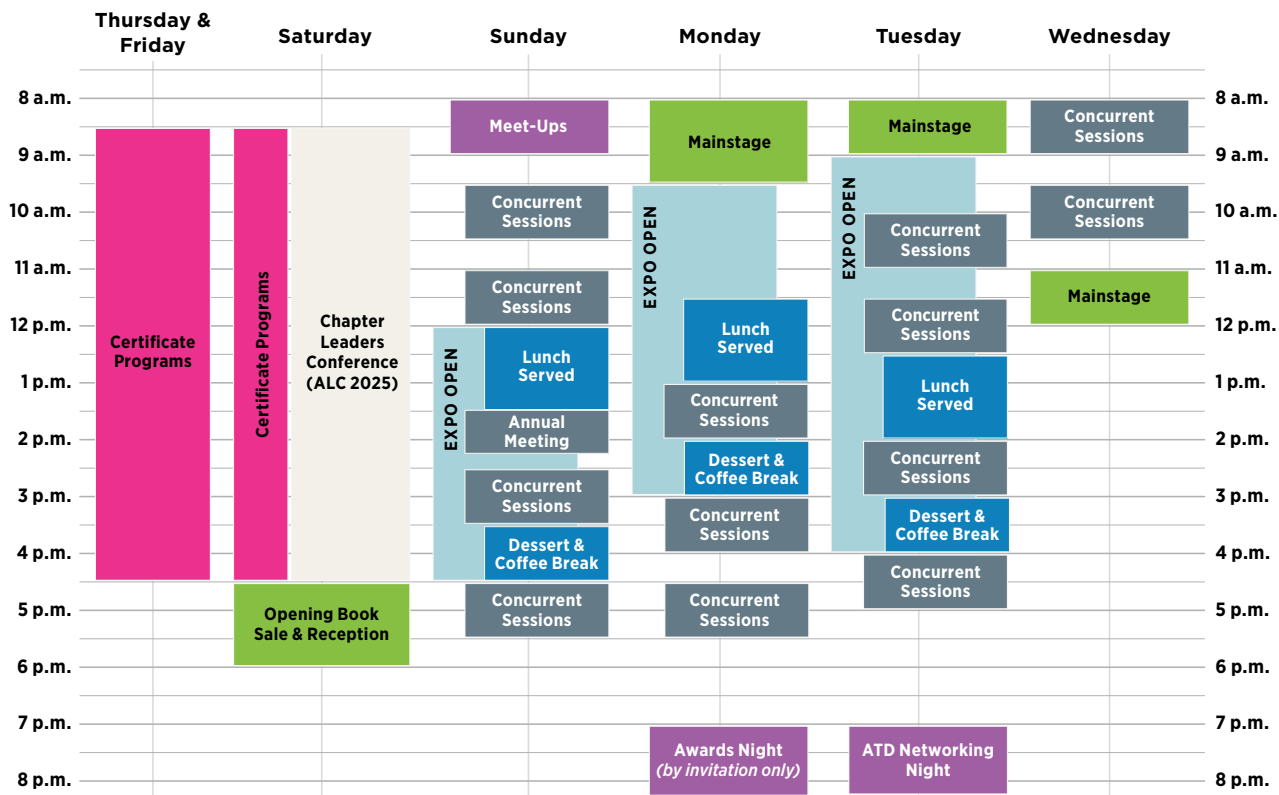 Thursday &
Friday
Saturday
Sunday
Monday
Tuesday
Wednesday
8 a.m.
9 a.m.
10 a.m.
11 a.m.
12 p.m.
1 p.m.
2 p.m.
3 p.m.
4 p.m.
5 p.m.
6 p.m.
7 p.m.
8 p.m.
Certificate
Programs
Certificate Programs
Chapter
Leaders
Conference
(ALC 2025)
Opening Book
Sale & Reception
Meet-Ups
Concurrent
Sessions
Concurrent
Sessions
EXPO OPEN
Lunch
Served
Annual
Meeting
Concurrent
Sessions
Dessert &
Coffee Break
Concurrent
Sessions
Mainstage
EXPO OPEN
Lunch
Served
Concurrent
Sessions
Dessert &
Coffee Break
Concurrent
Sessions
Concurrent
Sessions
Awards Night
(by invitation only)
Mainstage
EXPO OPEN
Concurrent
Sessions
Concurrent
Sessions
Lunch
Served
Concurrent
Sessions
Dessert &
Coffee Break
Concurrent
Sessions
ATD Networking
Night
Concurrent
Sessions
Concurrent
Sessions
Mainstage
8 a.m.
9 a.m.
10 a.m.
11 a.m.
12 p.m.
1 p.m.
2 p.m.
3 p.m.
4 p.m.
5 p.m.
6 p.m.
7 p.m.
8 p.m.